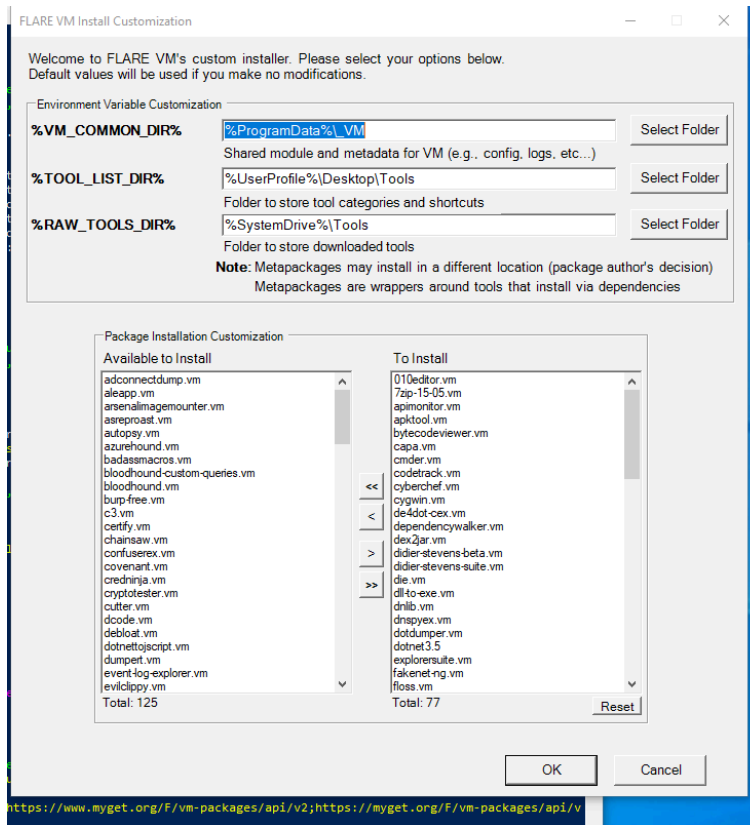 FLARE VM Install Customization
Welcome to FLARE VM's custom installer. Please select your options below.
Default values will be used if you make no modifications.
Environment Variable Customization
%VM_COMMON_DIR%
%ProgramData%\_VM
Select Folder
Shared module and metadata for VM (e.g., config, logs, etc...)
%TOOL_LIST_DIR%
%UserProfile%\Desktop\Tools
Select Folder
Folder to store tool categories and shortcuts
%RAW_TOOLS_DIR%
%SystemDrive%\Tools
Select Folder
Folder to store downloaded tools
Note: Metapackages may install in a different location (package author's decision)
Metapackages are wrappers around tools that install via dependencies
Package Installation Customization
Available to Install
adconnectdump.vm
aleapp.vm
arsenalimagemounter.vm
asreproast.vm
autopsy.vm
azurehound.vm
badassmacros.vm
bloodhound-custom-queries.vm
bloodhound.vm
burp-free.vm
c3.vm
certify.vm
chainsaw.vm
confuserex.vm
covenant.vm
credninja.vm
cryptotester.vm
cutter.vm
dcode.vm
debloat.vm
dotnettojscript.vm
dumpert.vm
event-log-explorer.vm
evilclippy.vm
Total: 125
<<
<
>
>>
To Install
010editor.vm
7zip-15-05.vm
apimonitor.vm
apktool.vm
bytecodeviewer.vm
capa.vm
cmder.vm
codetrack.vm
cyberchef.vm
cygwin.vm
de4dot-cex.vm
dependencywalker.vm
dex2jar.vm
didier-stevens-beta.vm
didier-stevens-suite.vm
die.vm
dll-to-exe.vm
dnlib.vm
dnspyex.vm
dotdumper.vm
dotnet3.5
explorersuite.vm
fakenet-ng.vm
floss.vm
Total: 77
Reset
OK
Cancel
https://www.myget.org/F/vm-packages/api/v2;https://myget.org/F/vm-packages/api/v